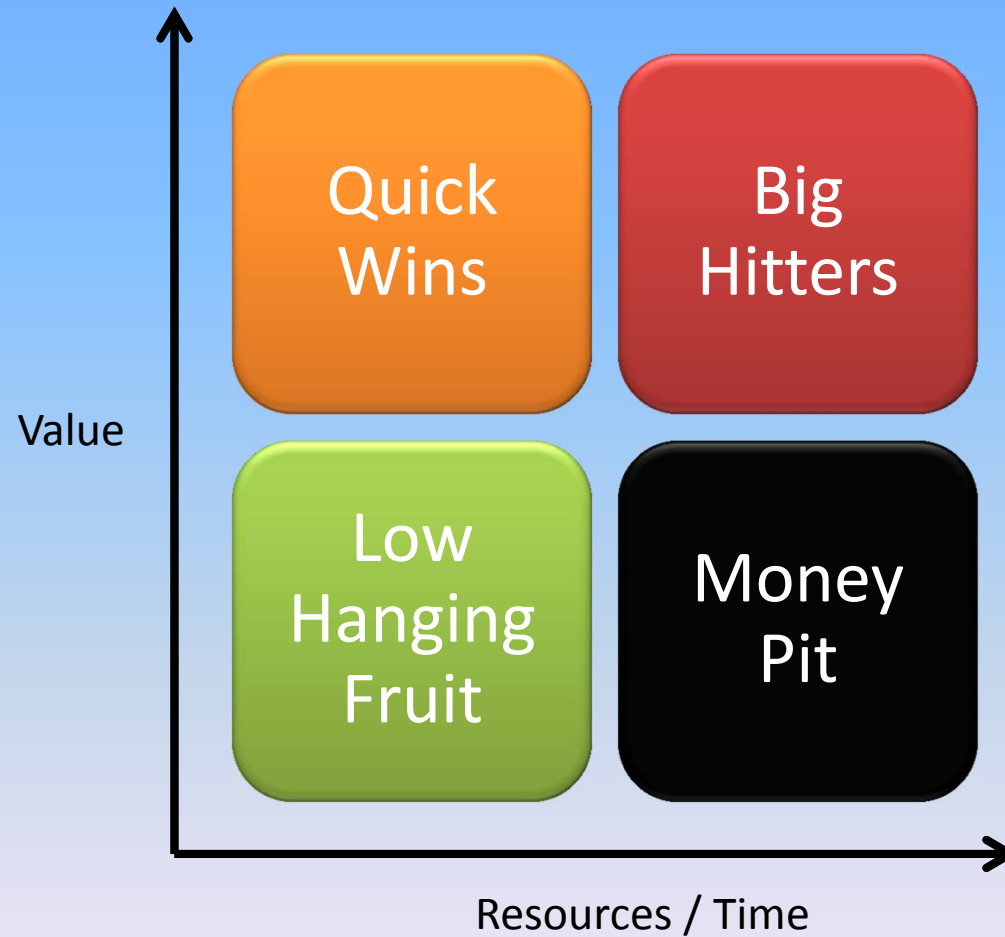 Quick
Wins
Big
Hitters
Value
Low
Hanging
Fruit
Money
Pit
Resources / Time